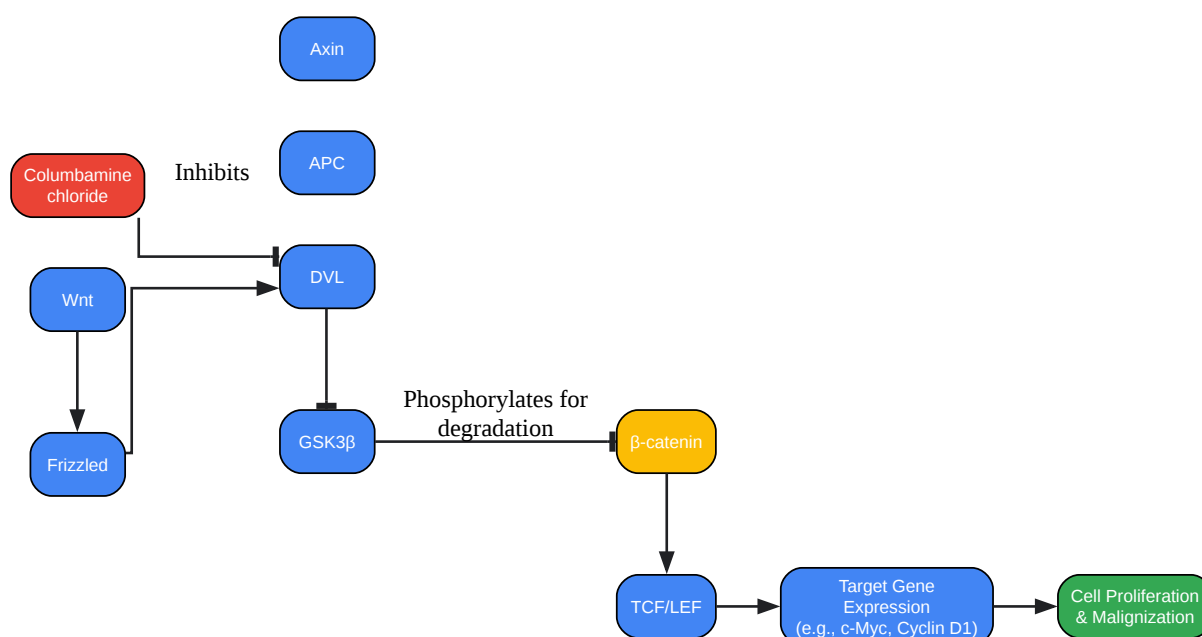 Axin
APC
Columbamine
chloride
Inhibits
DVL
Wnt
Phosphorylates for
degradation
GSK3β
β-catenin
Frizzled
TCF/LEF
Target Gene
Expression
(e.g., c-Myc, Cyclin D1)
Cell Proliferation
& Malignization